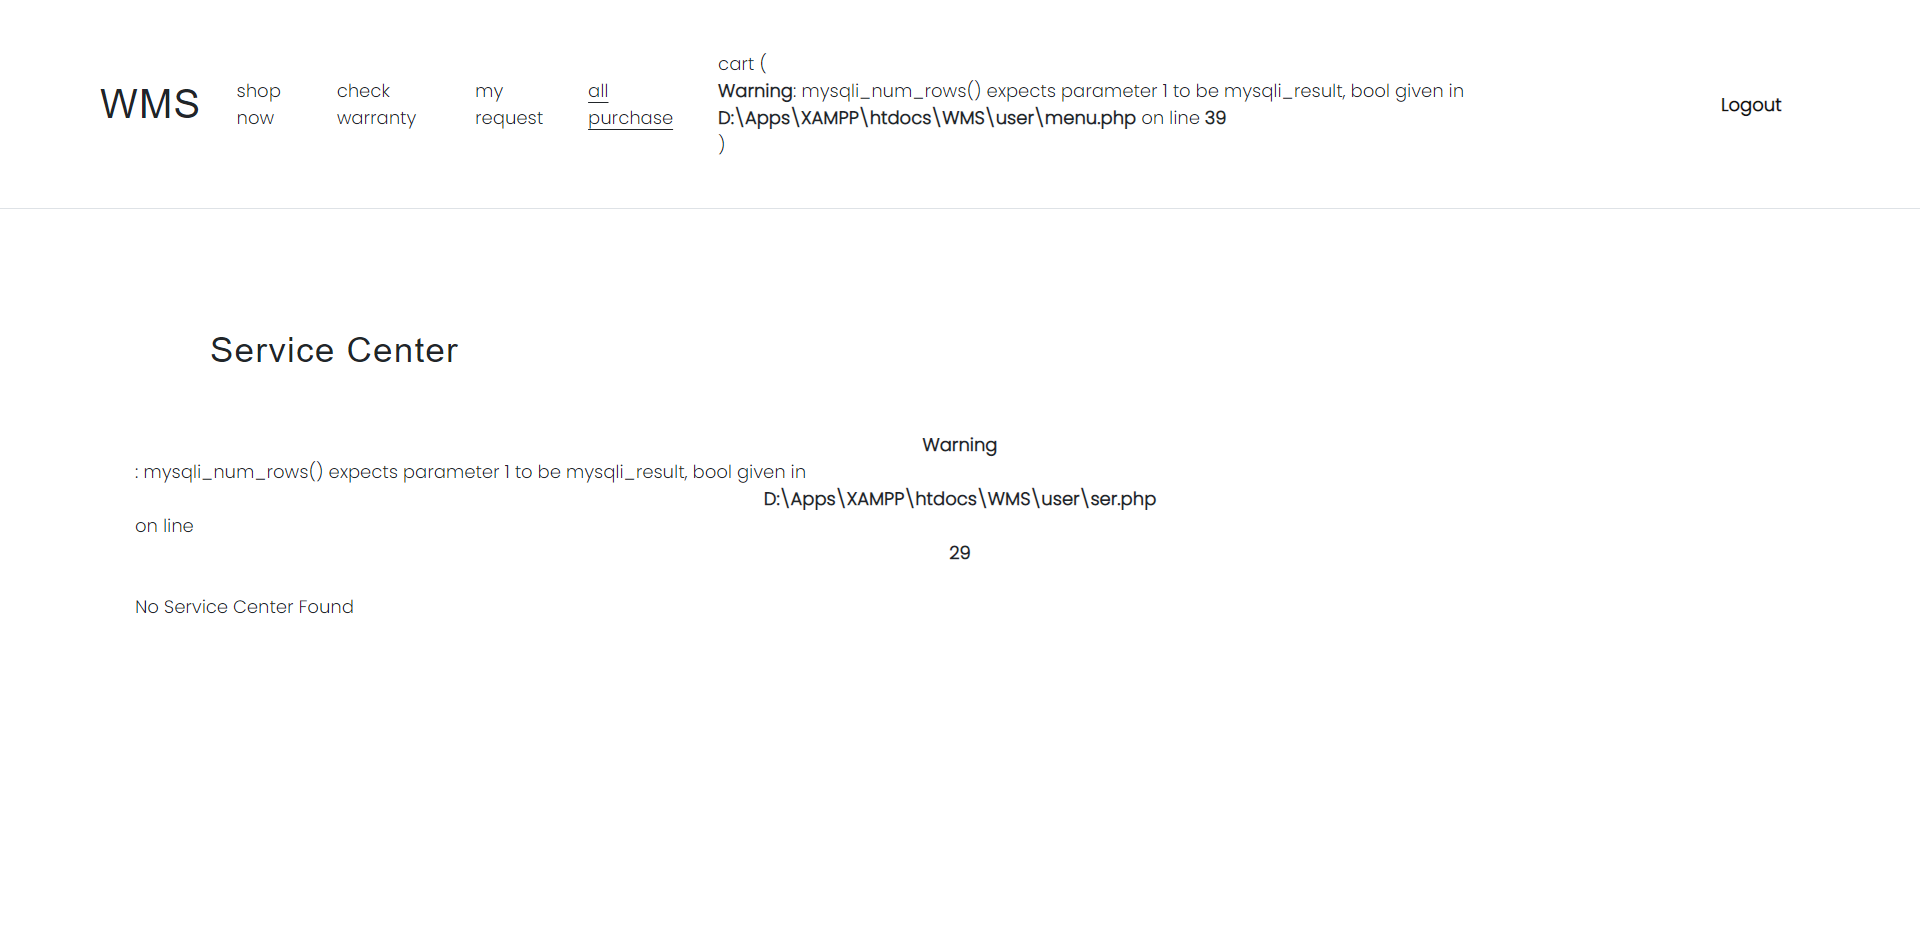 WMS
shop
now
check
warranty
my
request
all
purchase
cart (
Warning: mysqli_num_rows() expects parameter 1 to be mysqli_result, bool given in
D:\Apps\XAMPP\htdocs\WMS\user\menu.php on line 39
)
Logout
Service Center
Warning
: mysqli_num_rows() expects parameter 1 to be mysqli_result, bool given in
D:\Apps\XAMPP\htdocs\WMS\user\ser.php
on line
29
No Service Center Found